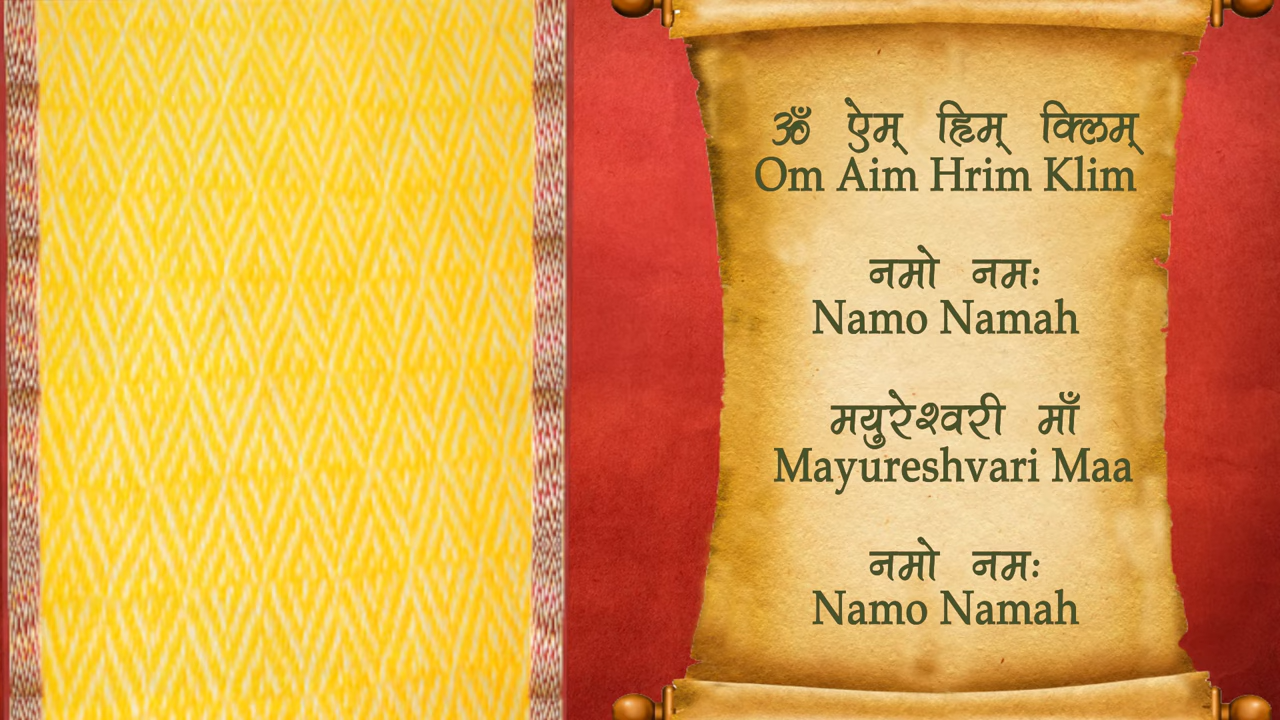 ॐ ऐम् ह्रिम् क्लिम्
Om Aim Hrim Klim
नमो नमः
Namo Namah
मयुरेश्वरी माँ
Mayureshvari Maa
नमो नमः
Namo Namah